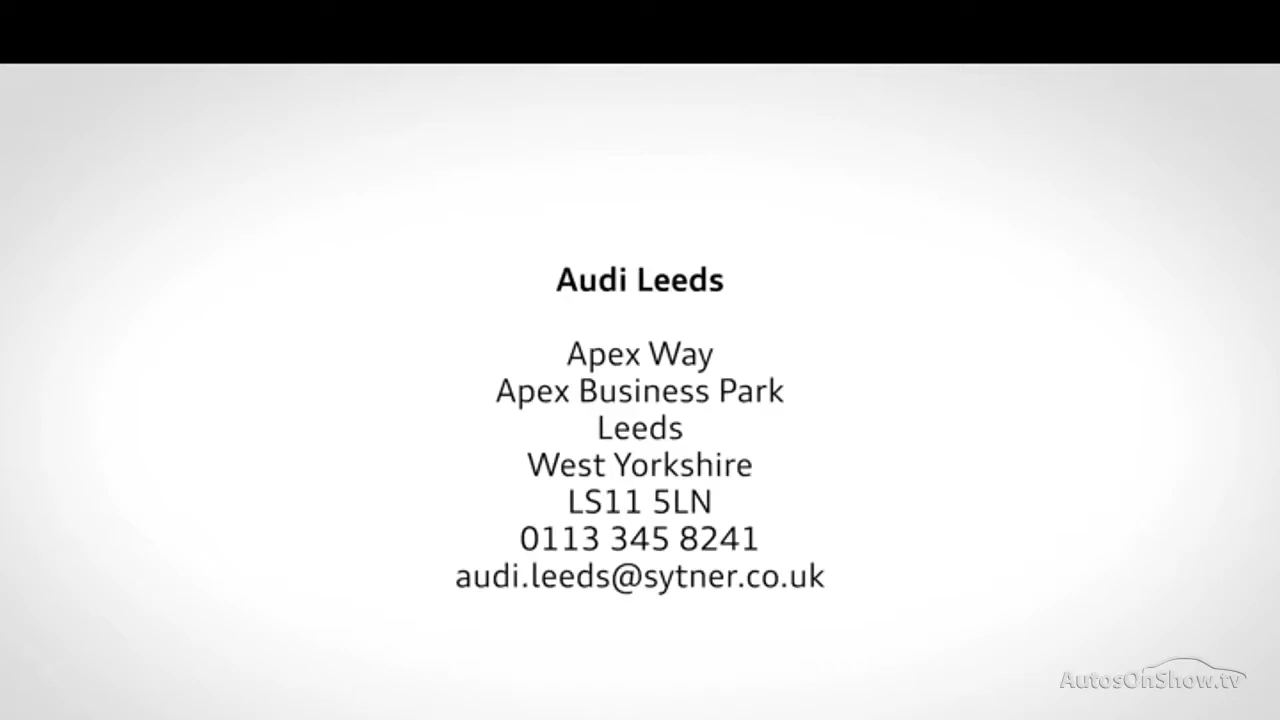 Audi Leeds
Apex Way
Apex Business Park
Leeds
West Yorkshire
LS11 5LN
0113 345 8241
audi.leeds@sytner.co.uk
AutosOnShow.tv